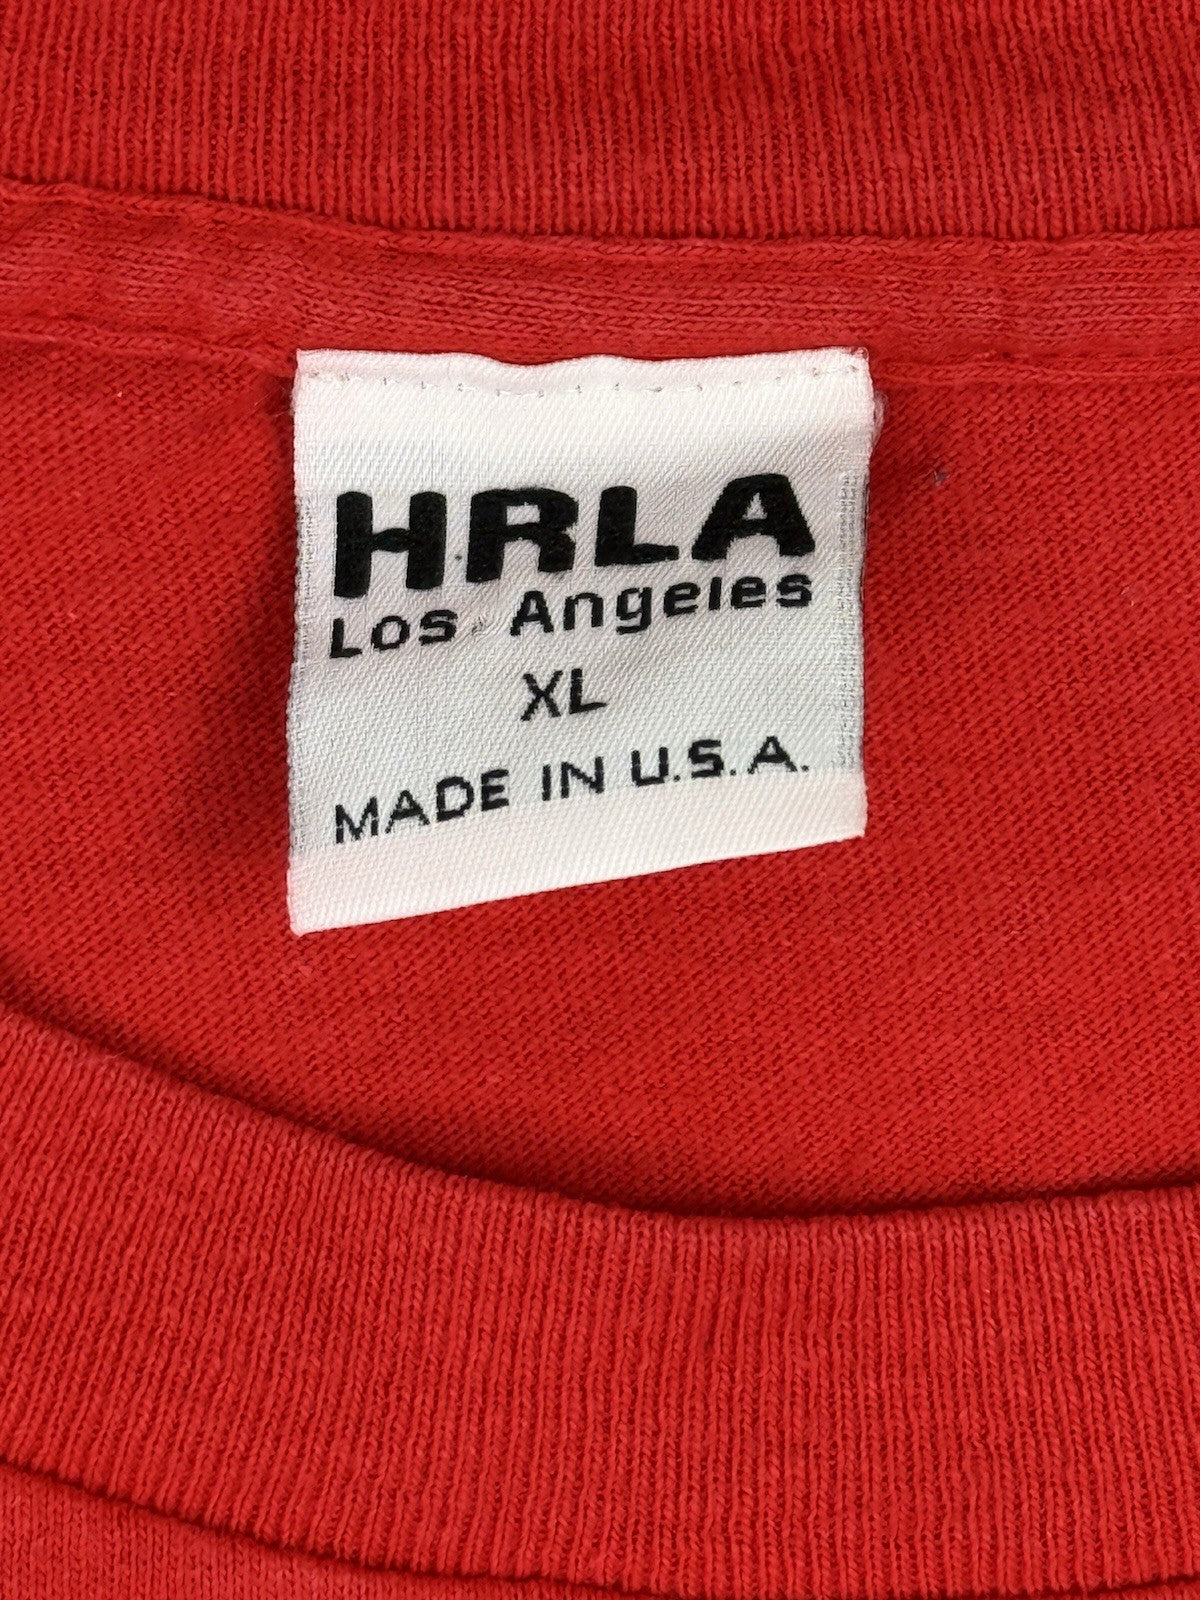 HRLA
Los Angeles
XL
MADE IN U.S.A.